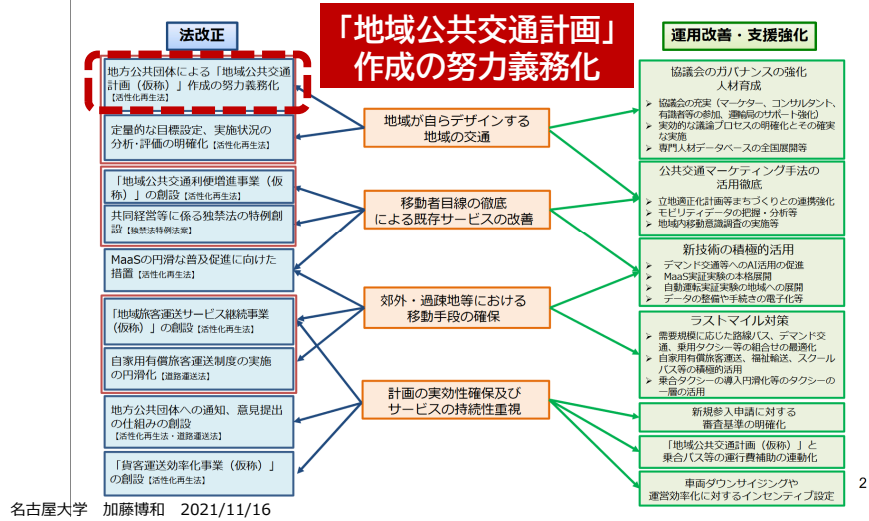 法改正
「地域公共交通計画」
作成の努力義務化
運用改善・支援強化
地方公共団体による「地域公共交通
計画（仮称）」作成の努力義務化
【活性化再生法】
定量的な目標設定、実施状況の
分析・評価の明確化【活性化再生法】
「地域公共交通利便増進事業（仮
称）」の創設【活性化再生法】
共同経営等に係る独禁法の特例創
設【独禁法特例法案】
MaaSの円滑な普及促進に向けた
措置【活性化再生法】
「地域旅客運送サービス継続事業
（仮称）」の創設【活性化再生法】
自家用有償旅客運送制度の実施
の円滑化【道路運送法】
地方公共団体への通知、意見提出
の仕組みの創設
【活性化再生法・道路運送法】
「貨客運送効率化事業（仮称）」
の創設【活性化再生法】
地域が自らデザインする
地域の交通
移動者目線の徹底
による既存サービスの改善
郊外・過疎地等における
移動手段の確保
計画の実効性確保及び
サービスの持続性重視
協議会のガバナンスの強化
人材育成
➤ 協議会の充実（マーケター、コンサルタント、
有識者等の参加、運輸局のサポート強化）
➤ 実効的な議論プロセスの明確化とその確実
な実施
➤ 専門人材データベースの全国展開等
公共交通マーケティング手法の
活用徹底
➤ 立地適正化計画等まちづくりとの連携強化
➤ モビリティデータの把握・分析等
➤ 地域内移動意識調査の実施等
新技術の積極的活用
➤ デマンド交通等へのAI活用の促進
➤ MaaS実証実験の本格展開
➤ 自動運転実証実験の地域への展開
➤ データの整備や手続きの電子化等
ラストマイル対策
➤ 需要規模に応じた路線バス、デマンド交
通、乗用タクシー等の組合せの最適化
➤ 自家用有償旅客運送、福祉輸送、スクール
バス等の積極的活用
➤ 乗合タクシーの導入円滑化等のタクシーの
一層の活用
新規参入申請に対する
審査基準の明確化
「地域公共交通計画（仮称）」と
乗合バス等の運行費補助の連動化
車両ダウンサイジングや
運営効率化に対するインセンティブ設定
2
名古屋大学 加藤博和 2021/11/16